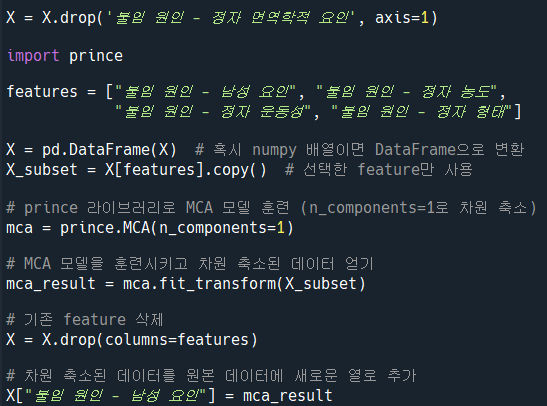 X = X.drop('불임 원인 - 정자 면역학적 요인', axis=1)
import prince
features = ["불임 원인 - 남성 요인", "불임 원인 - 정자 농도",
"불임 원인 - 정자 운동성", "불임 원인 - 정자 형태"]
X = pd.DataFrame(X)  # 혹시 numpy 배열이면 DataFrame으로 변환
X_subset = X[features].copy()  # 선택한 feature만 사용
# prince 라이브러리로 MCA 모델 훈련 (n_components=1로 차원 축소)
mca = prince.MCA(n_components=1)
# MCA 모델을 훈련시키고 차원 축소된 데이터 얻기
mca_result = mca.fit_transform(X_subset)
# 기존 feature 삭제
X = X.drop(columns=features)
# 차원 축소된 데이터를 원본 데이터에 새로운 열로 추가
X["불임 원인 - 남성 요인"] = mca_result